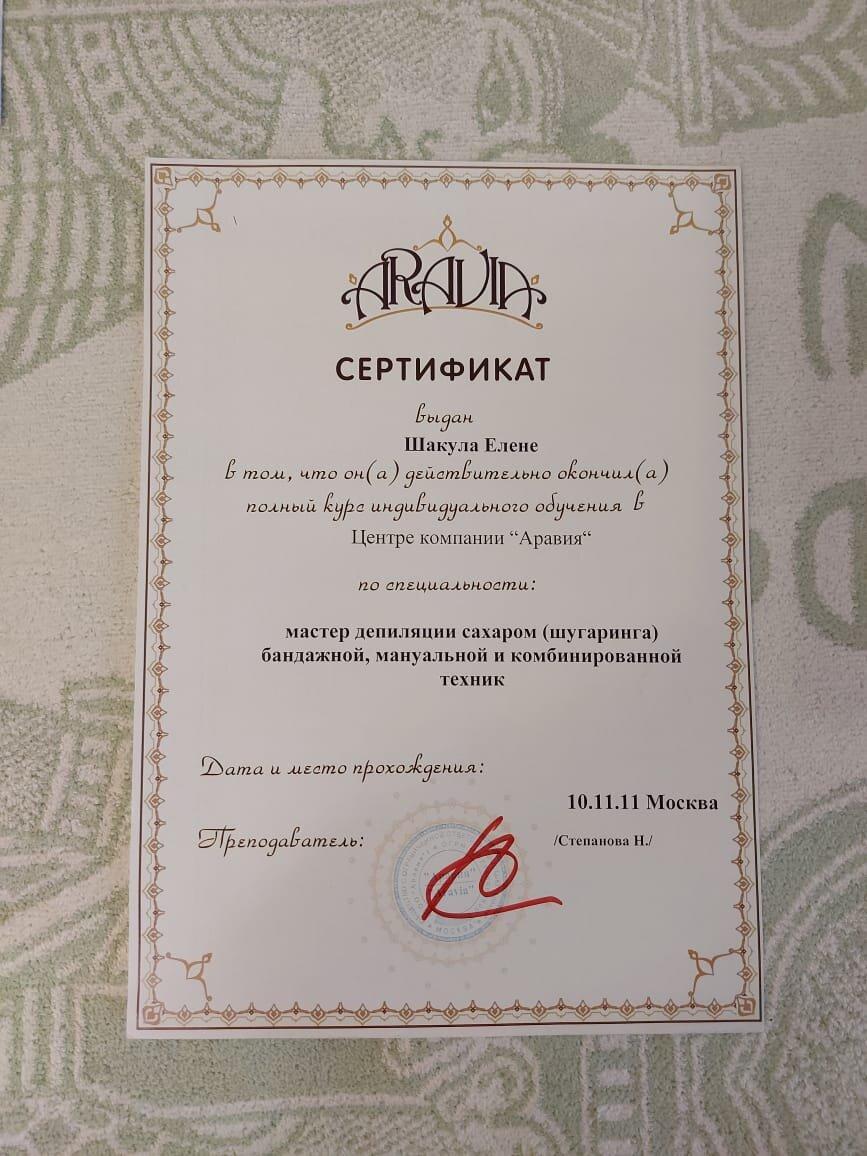 ARAVIA
СЕРТИФИКАТ
выдан
Шакула Елене
в том, что он(а) действительно окончил(а)
полный курс индивидуального обучения в
Центре компании “Аравия“
по специальности:
мастер депиляции сахаром (шугаринга)
бандажной, мануальной и комбинированной
техник
Дата и место прохождения:
10.11.11 Москва
Преподаватель:
/Степанова Н./
МОСКВА